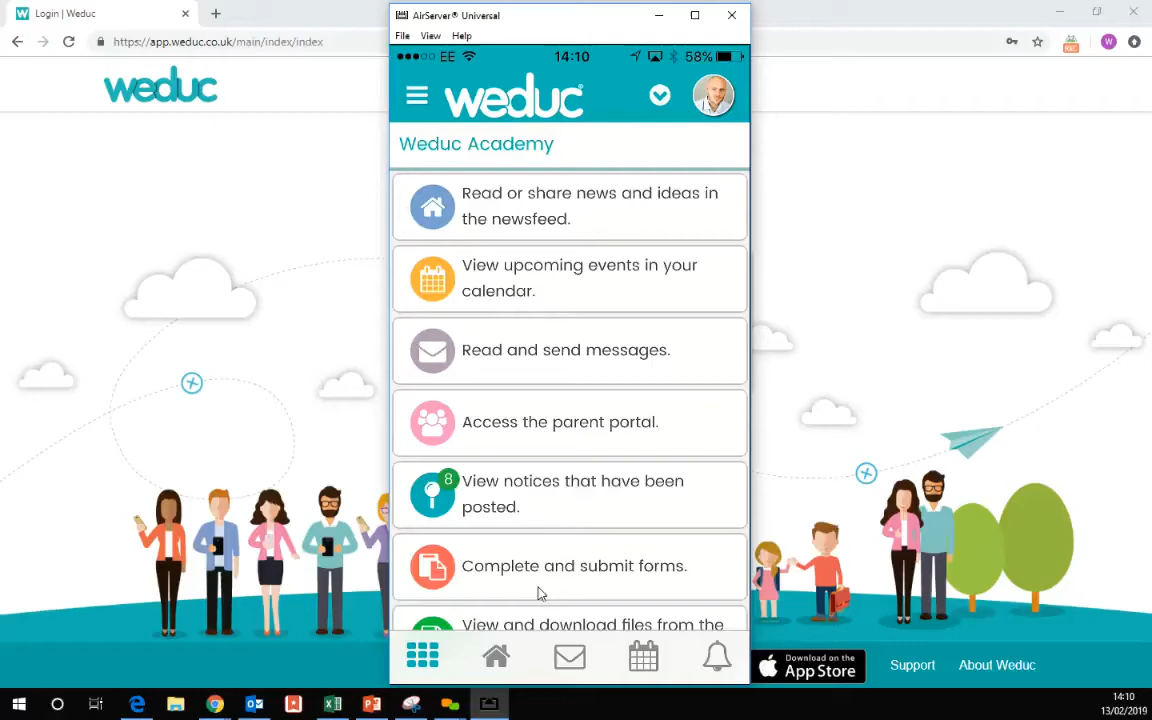 Login | Weduc
https://app.weduc.co.uk/main/index/index
weduc
AirServer® Universal
File View Help
EE 14:10 58%
weduc
Weduc Academy
Read or share news and ideas in
the newsfeed.
View upcoming events in your
calendar.
Read and send messages.
Access the parent portal.
8
View notices that have been
posted.
Complete and submit forms.
View and download files from the
Download on the
App Store
Support
About Weduc
W
14:10
13/02/2019